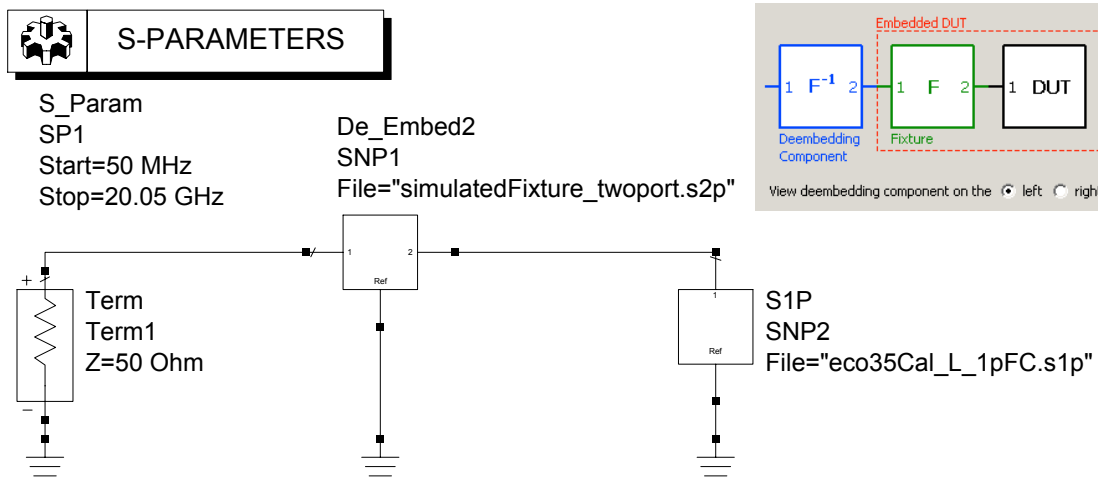 S-PARAMETERS
S_Param
SP1
Start=50 MHz
Stop=20.05 GHz
De_Embed2
SNP1
File="simulatedFixture_twoport.s2p"
Embedded DUT
1 F-1 2
1 F 2
1 DUT
Deembedding
Component
Fixture
View deembedding component on the left right
1 2
Ref
+
Term
Term1
Z=50 Ohm
-
1
Ref
S1P
SNP2
File="eco35Cal_L_1pFC.s1p"